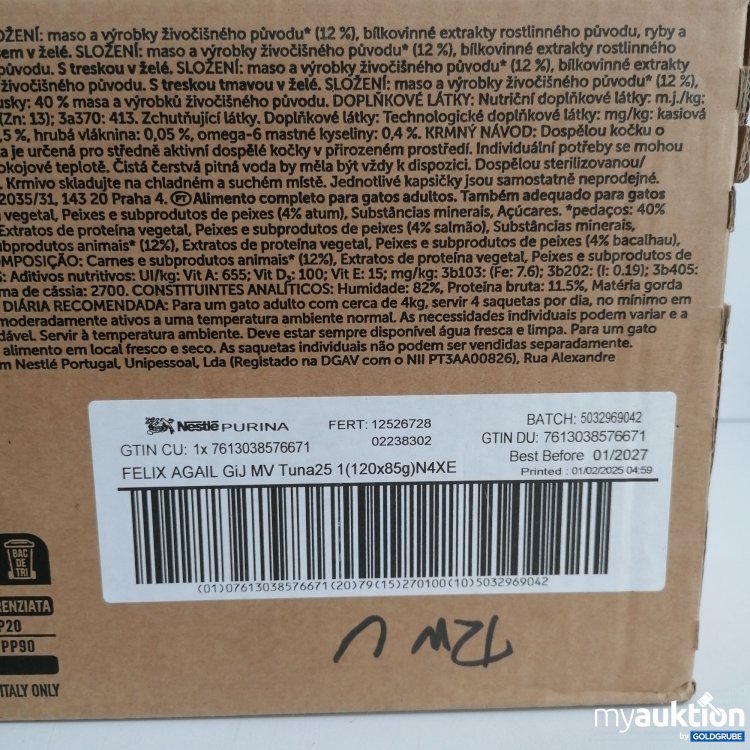 OŽENÍ: maso a výrobky živočišného původu* (12 %), bílkovinné extrakty rostlinného původu, ryby a
sem v želé. SLOŽENÍ: maso a výrobky živočišného původu* (12 %), bílkovinné extrakty rostlinného
původu. S treskou v želé. SLOŽENÍ: maso a výrobky živočišného původu* (12 %), bílkovinné extrakty
živočišného původu. S treskou tmavou v želé. SLOŽENÍ: maso a výrobky živočišného původu* (12 %),
usky: 40 % masa a výrobků živočišného původu. DOPLŇKOVÉ LÁTKY: Nutriční doplňkové látky: m.j./kg:
(Zn: 13); 3a370: 413. Zchutňující látky. Doplňkové látky: Technologické doplňkové látky: mg/kg: kasiová
,5 %, hrubá vláknina: 0,05 %, omega-6 mastné kyseliny: 0,4 %. KRMNÝ NÁVOD: Dospělou kočku o
ka je určená pro středně aktivní dospělé kočky v přirozeném prostředí. Individuální potřeby se mohou
okojové teplotě. Čistá čerstvá pitná voda by měla být vždy k dispozici. Dospělou sterilizovanou/
. Krmivo skladujte na chladném a suchém místě. Jednotlivé kapsičky jsou samostatně neprodejné.
2035/31, 143 20 Praha 4. PT Alimento completo para gatos adultos. Também adequado para gatos
a vegetal, Peixes e subprodutos de peixes (4% atum), Substâncias minerais, Açúcares. *pedaços: 40%
Extratos de proteína vegetal, Peixes e subprodutos de peixes (4% salmão), Substâncias minerais,
subprodutos animais* (12%), Extratos de proteína vegetal, Peixes e subprodutos de peixes (4% bacalhau),
OMPOSIÇÃO: Carnes e subprodutos animais* (12%), Extratos de proteína vegetal, Peixes e subprodutos de
S: Aditivos nutritivos: UI/kg: Vit A: 655; Vit D3: 100; Vit E: 15; mg/kg: 3b103: (Fe: 7.6); 3b202: (I: 0.19); 3b405
ma de cássia: 2700. CONSTITUINTES ANALÍTICOS: Humidade: 82%, Proteína bruta: 11.5%, Matéria gorda
DIÁRIA RECOMENDADA: Para um gato adulto com cerca de 4kg, servir 4 saquetas por dia, no mínimo em
moderadamente ativos a uma temperatura ambiente normal. As necessidades individuais podem variar e a
dável. Servir à temperatura ambiente. Deve estar sempre disponível água fresca e limpa. Para um gato
alimento em local fresco e seco. As saquetas individuais não podem ser vendidas separadamente.
m Nestlé Portugal, Unipessoal, Lda (Registado na DGAV com o NII PT3AA00826), Rua Alexandre
Nestlé PURINA FERT: 12526728 BATCH: 5032969042
GTIN CU: 1x 7613038576671 02238302 GTIN DU: 7613038576671
Best Before 01/2027
FELIX AGAIL GiJ MV Tuna25 1(120x85g)N4XE Printed : 01/02/2025 04:59
(01)07613038576671(20)79(15)270100(10)5032969042
BAC
DE
TRI
RENZIATA
P20
PP90
ITALY ONLY
myauktion
by GOLDGRUBE